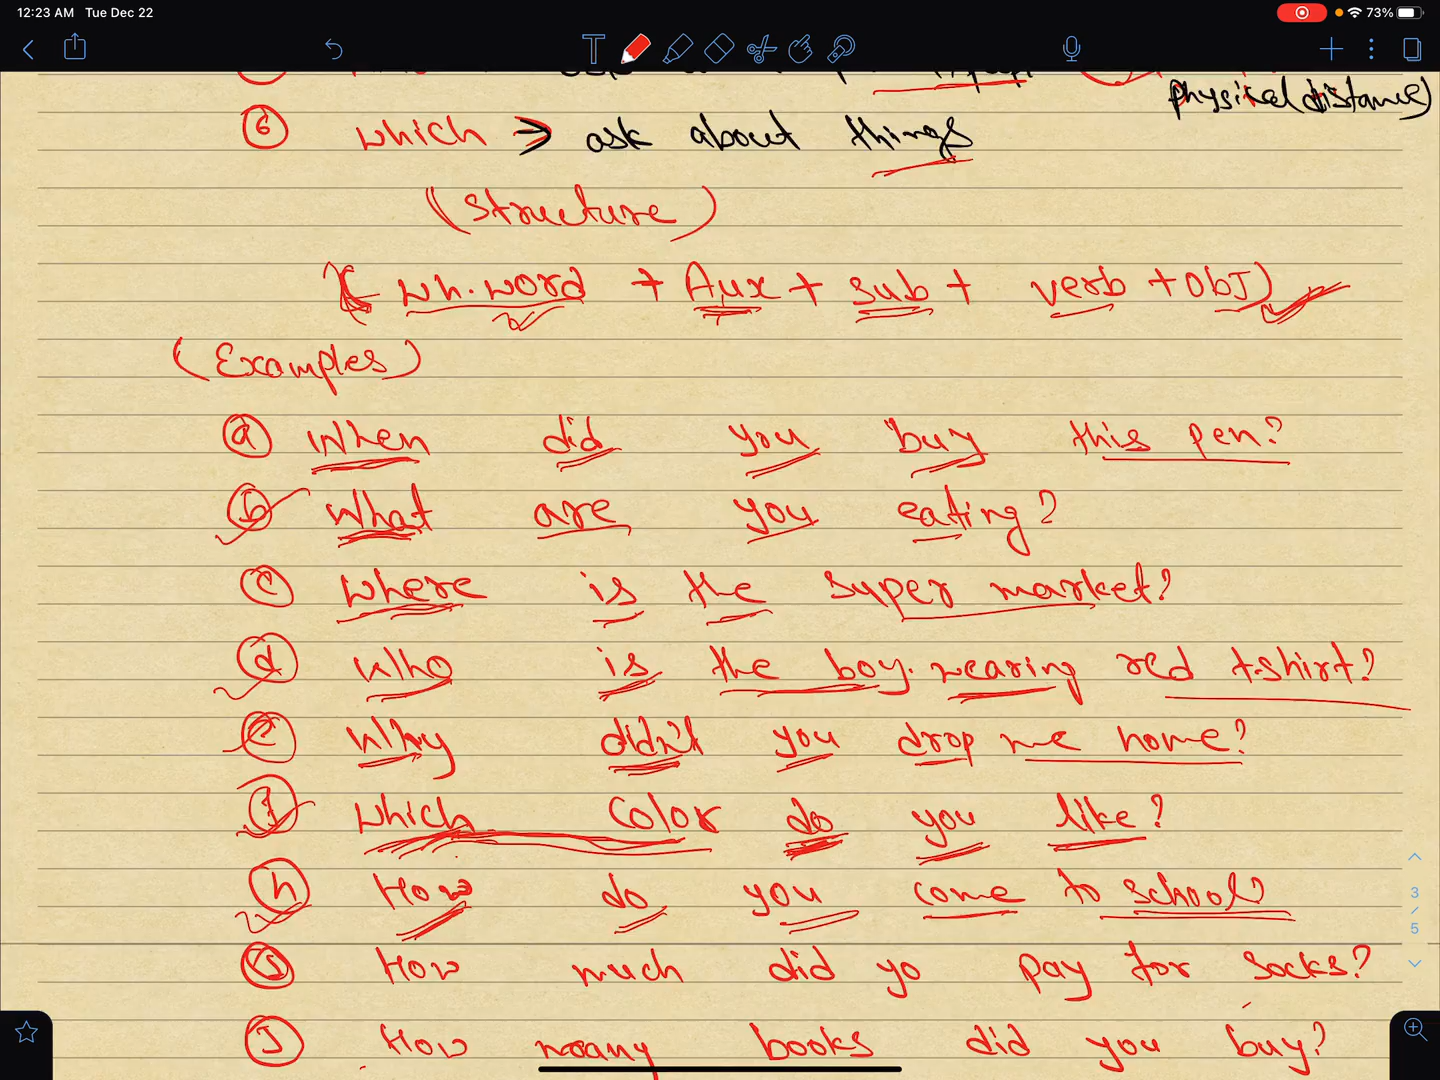 12:23 AM Tue Dec 22 73%
physical distance)
6 which → ask about things
(Structure)
( Wh.word + Aux + sub + verb + obJ)
(Examples)
a When did you buy this pen?
b What are you eating?
c where is the super market?
d who is the boy wearing red t-shirt?
e Why didn't you drop me home?
f which Color do you like?
h How do you come to school?
How much did yo pay for socks?
J How many books did you buy?
3
/
5